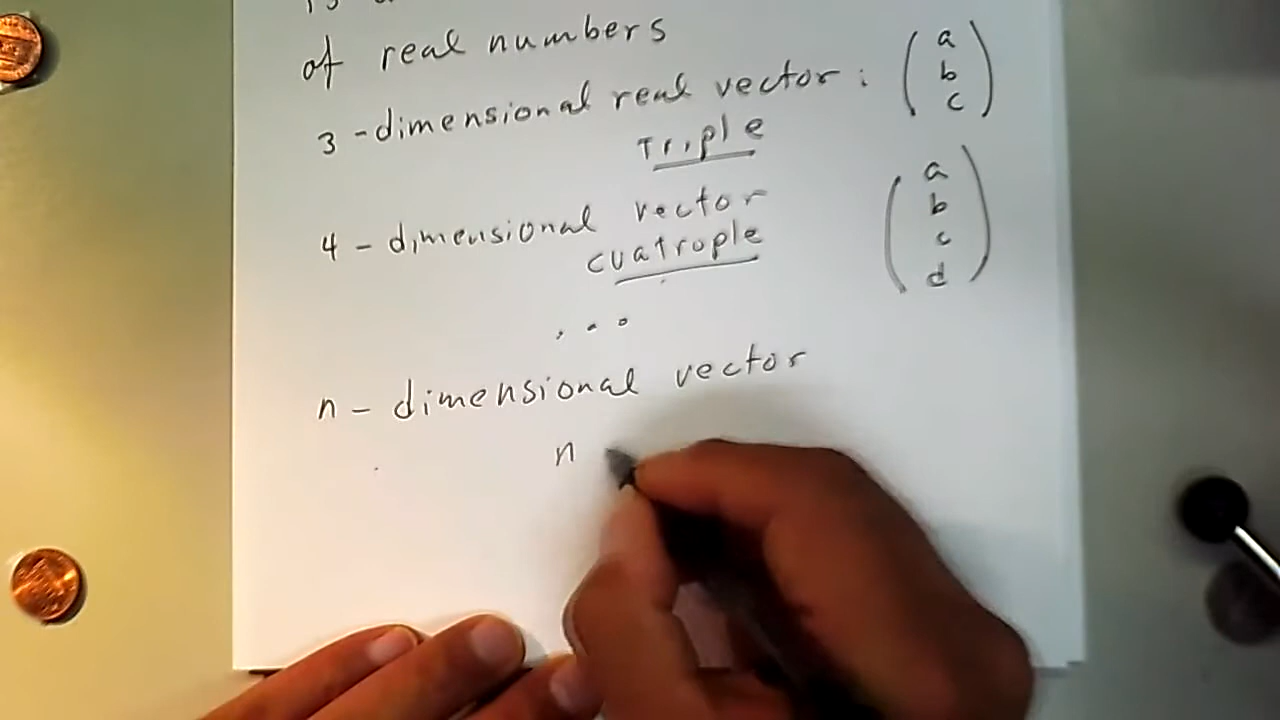 of real numbers
3-dimensional real vector: ( a b c )
Triple
4-dimensional vector ( a b c d )
cuatrople
...
n-dimensional vector
n